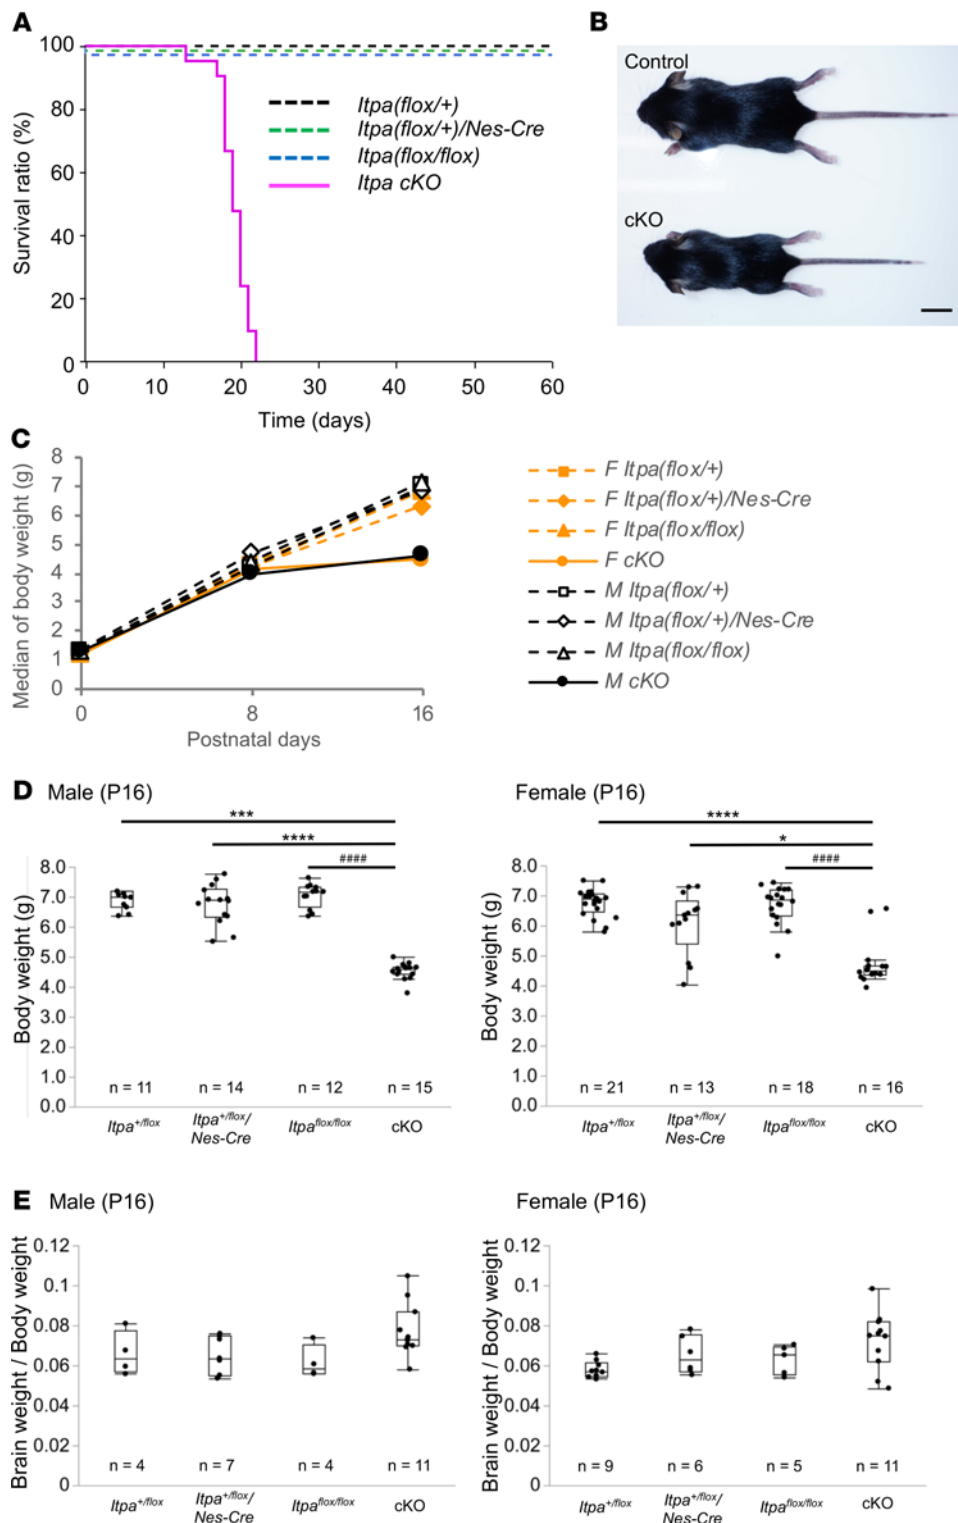 A
Survival ratio (%)
100
80
60
40
20
0
0 10 20 30 40 50 60
Time (days)
Itpa(flox/+)
Itpa(flox/+)/Nes-Cre
Itpa(flox/flox)
Itpa cKO
B
Control
cKO
C
Median of body weight (g)
8
7
6
5
4
3
2
1
0
0 8 16
Postnatal days
F Itpa(flox/+)
F Itpa(flox/+)/Nes-Cre
F Itpa(flox/flox)
F cKO
M Itpa(flox/+)
M Itpa(flox/+)/Nes-Cre
M Itpa(flox/flox)
M cKO
D Male (P16)
***
****
####
Body weight (g)
8.0
7.0
6.0
5.0
4.0
3.0
2.0
1.0
0.0
n = 11 n = 14 n = 12 n = 15
Itpa+/flox Itpa+/flox/ Itpaflox/flox cKO
Nes-Cre
Female (P16)
****
*
####
Body weight (g)
8.0
7.0
6.0
5.0
4.0
3.0
2.0
1.0
0.0
n = 21 n = 13 n = 18 n = 16
Itpa+/flox Itpa+/flox/ Itpaflox/flox cKO
Nes-Cre
E Male (P16)
Brain weight / Body weight
0.12
0.1
0.08
0.06
0.04
0.02
0
n = 4 n = 7 n = 4 n = 11
Itpa+/flox Itpa+/flox/ Itpaflox/flox cKO
Nes-Cre
Female (P16)
Brain weight / Body weight
0.12
0.1
0.08
0.06
0.04
0.02
0
n = 9 n = 6 n = 5 n = 11
Itpa+/flox Itpa+/flox/ Itpaflox/flox cKO
Nes-Cre